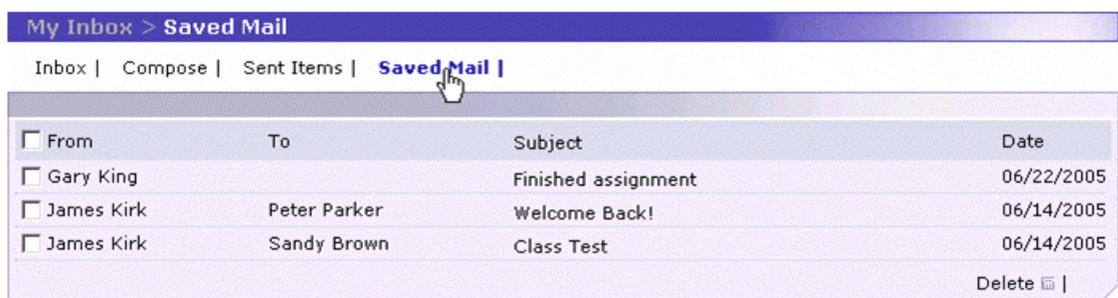 My Inbox > Saved Mail
Inbox | Compose | Sent Items | Saved Mail |
From To Subject Date
Gary King Finished assignment 06/22/2005
James Kirk Peter Parker Welcome Back! 06/14/2005
James Kirk Sandy Brown Class Test 06/14/2005
Delete |